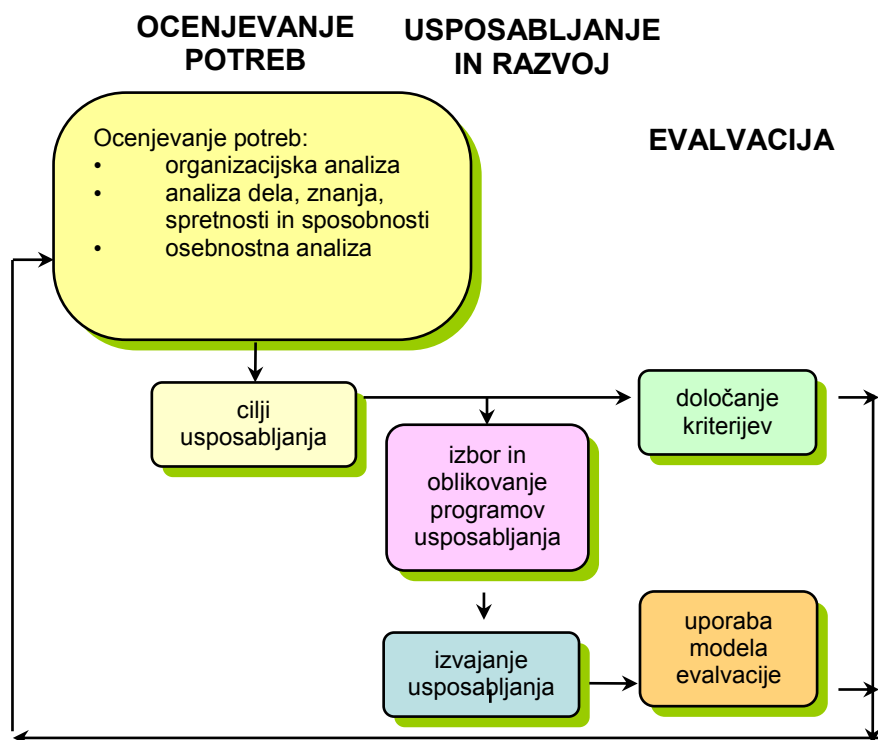 OCENJEVANJE
POTREB
USPOSABLJANJE
IN RAZVOJ
EVALVACIJA
Ocenjevanje potreb:
• organizacijska analiza
• analiza dela, znanja,
spretnosti in sposobnosti
• osebnostna analiza
cilji
usposabljanja
določanje
kriterijev
izbor in
oblikovanje
programov
usposabljanja
izvajanje
usposabljanja
uporaba
modela
evalvacije